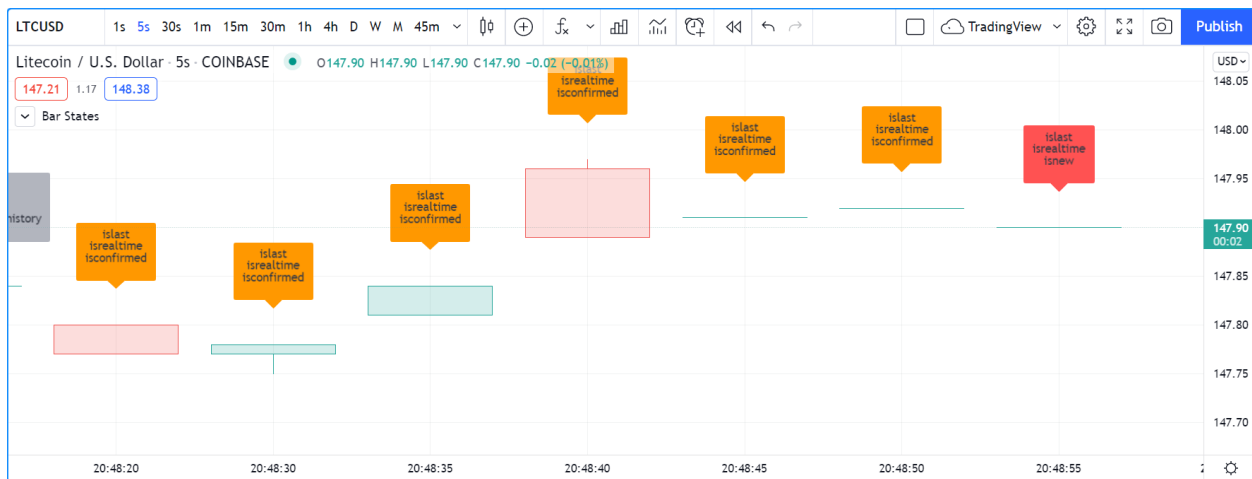 LTCUSD 1s 5s 30s 1m 15m 30m 1h 4h D W M 45m fx TradingView Publish
Litecoin / U.S. Dollar · 5s · COINBASE O147.90 H147.90 L147.90 C147.90 −0.02 (−0.01%) USD
147.21 1.17 148.38
Bar States
history
islast
isrealtime
isconfirmed
islast
isrealtime
isconfirmed
islast
isrealtime
isconfirmed
islast
isrealtime
isconfirmed
islast
isrealtime
isconfirmed
islast
isrealtime
isconfirmed
islast
isrealtime
isnew
148.05
148.00
147.95
147.90
00:02
147.85
147.80
147.75
147.70
20:48:20 20:48:30 20:48:35 20:48:40 20:48:45 20:48:50 20:48:55